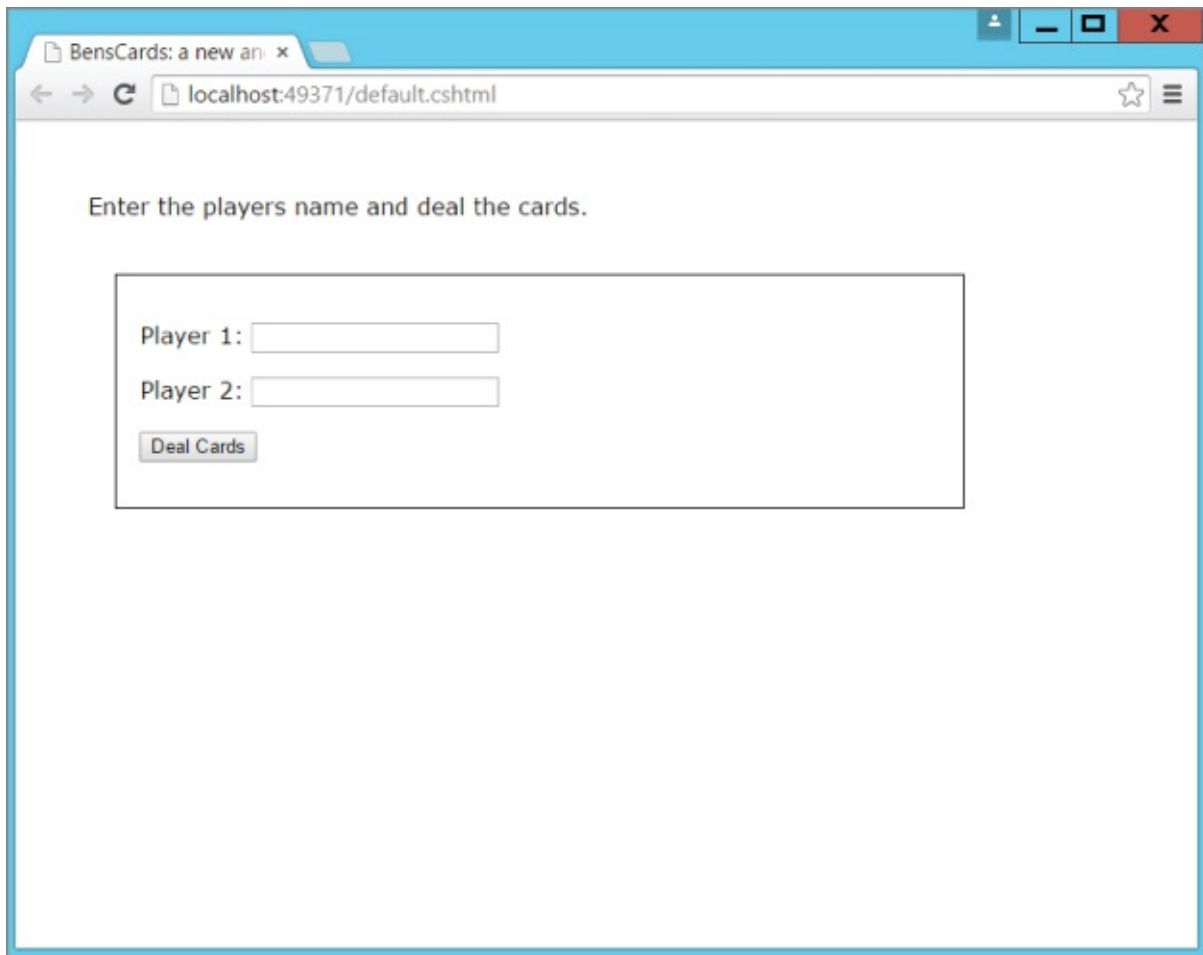 BensCards: a new an
localhost:49371/default.cshtml
Enter the players name and deal the cards.
Player 1:
Player 2:
Deal Cards